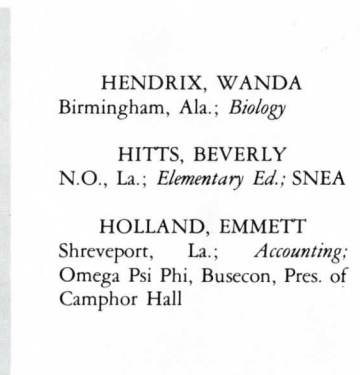 HENDRIX, WANDA
Birmingham, Ala.; Biology
HITTS, BEVERLY
N.O., La.; Elementary Ed.; SNEA
HOLLAND, EMMETT
Shreveport, La.; Accounting;
Omega Psi Phi, Busecon, Pres. of
Camphor Hall